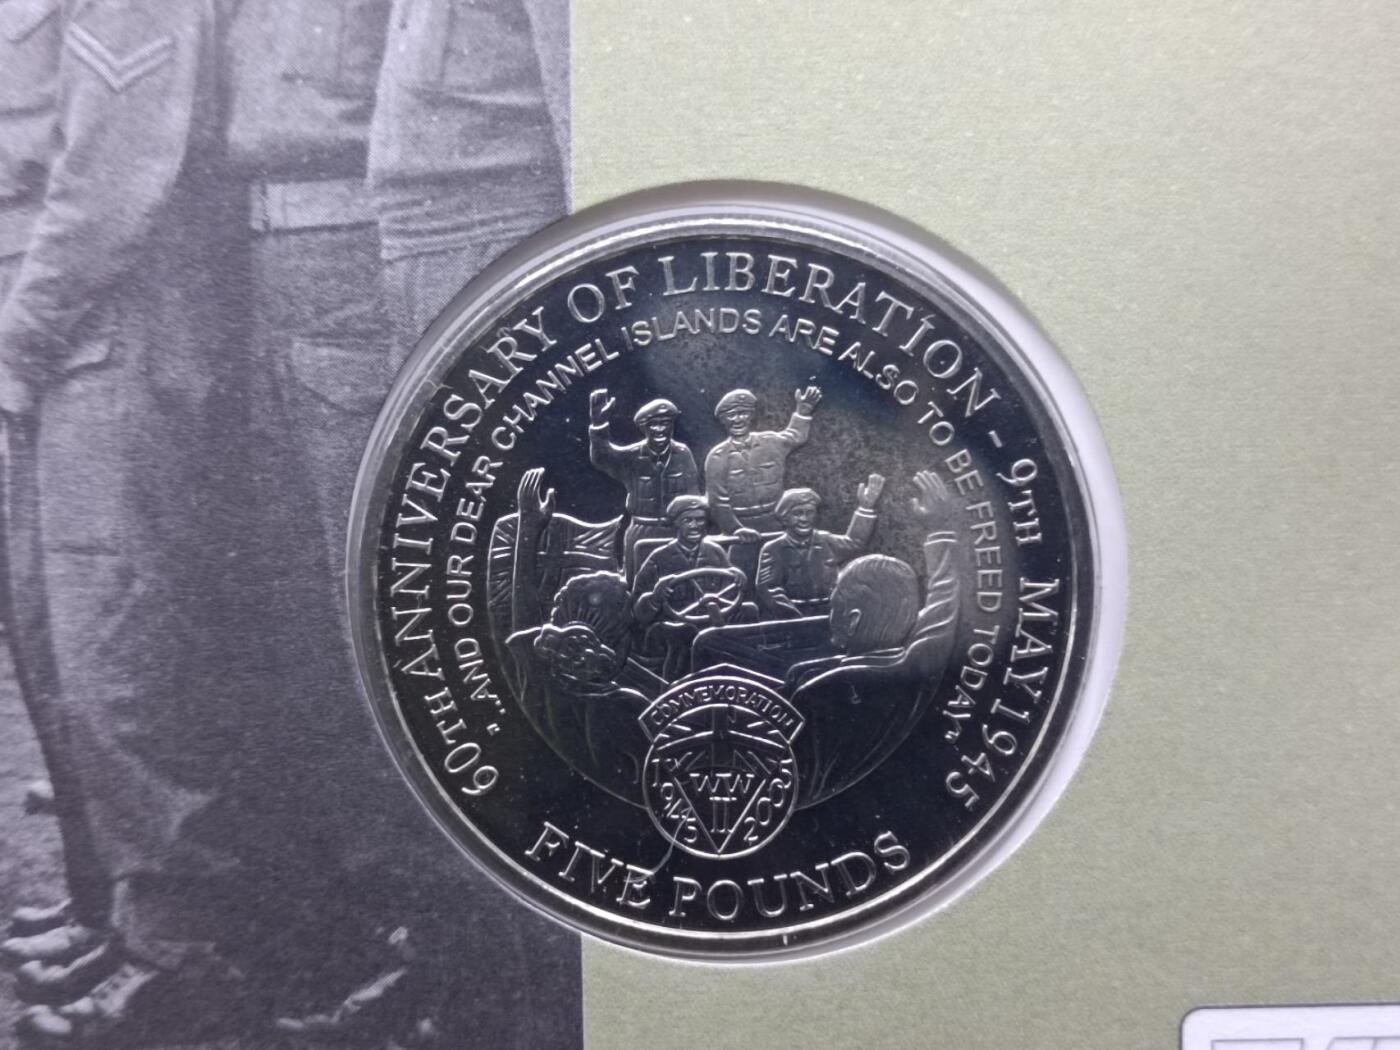 60TH ANNIVERSARY OF LIBERATION - 9TH MAY 1945
"...AND OUR DEAR CHANNEL ISLANDS ARE ALSO TO BE FREED TODAY"
COMMEMORATION
1945 WW 2005
II
FIVE POUNDS